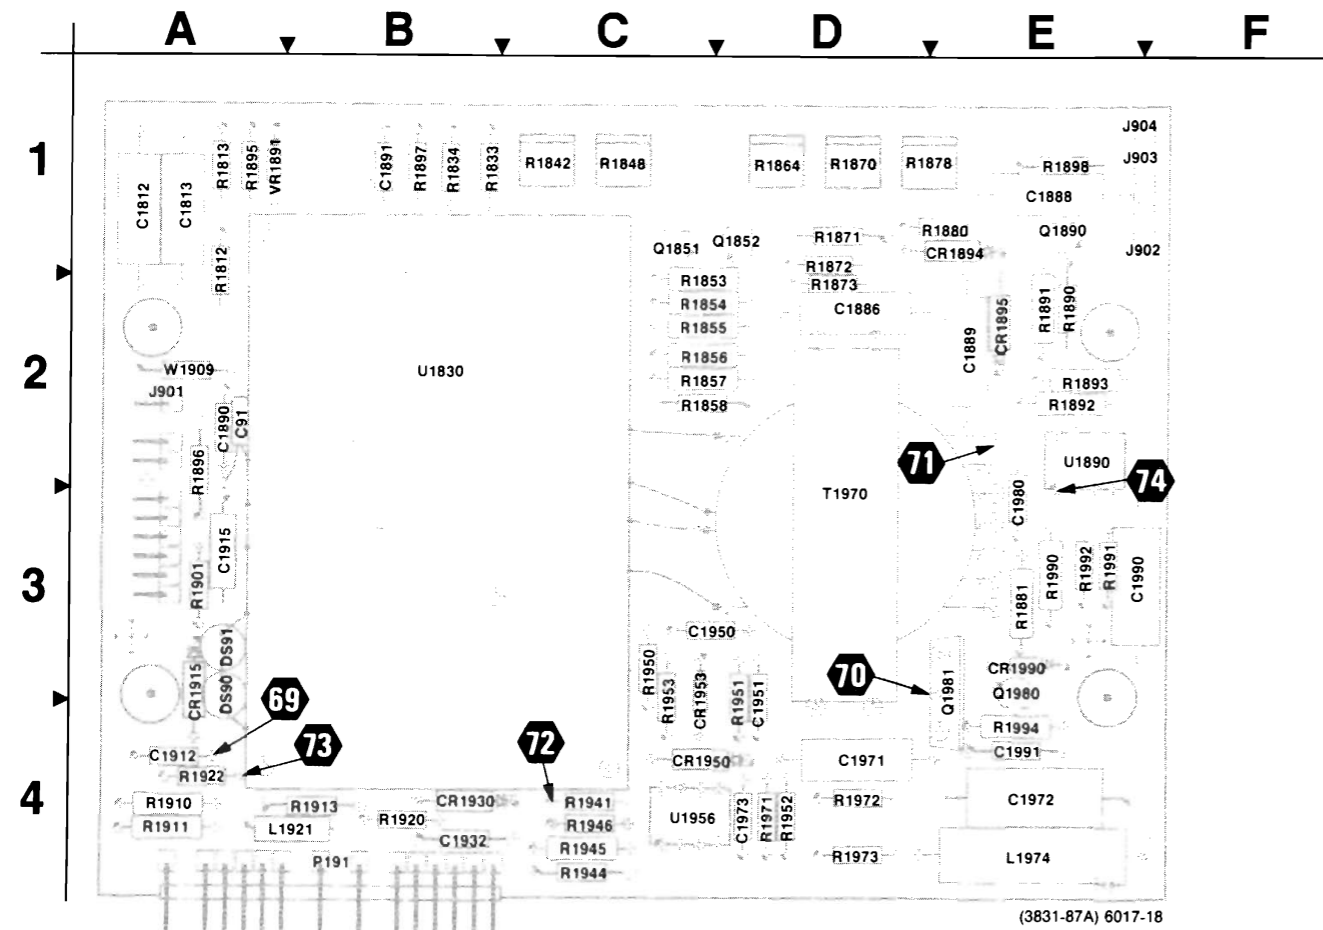 A B C D E F
1
J904
J903
R1813 R1895 VR1891 C1891 R1897 R1834 R1833 R1842 R1848 R1864 R1870 R1878 R1898
C1812 C1813 C1888
R1812 Q1851 Q1852 R1871 R1880 Q1890 J902
CR1894
R1872
R1853 R1873
R1854 C1886 CR1895 R1891 R1890
R1855 C1889
2
W1909 U1830 R1856
J901 R1857 R1893
R1858 R1892
C1890 C91
R1896 71 U1890
74
T1970 C1980
C1915
3
R1901 R1990 R1992 R1991 C1990
R1881
C1950
DS91 R1950 CR1990
CR1915 DS90 69 R1953 CR1953 R1951 C1951 70 Q1981 Q1980
R1994
C1912 73 72 CR1950 C1971 C1991
R1922
4
R1910 R1913 CR1930 R1941 R1972 C1972
R1911 L1921 R1920 R1946 U1956 C1973 R1971 R1952
C1932 R1945
P191 R1944 R1973 L1974
(3831-87A) 6017-18